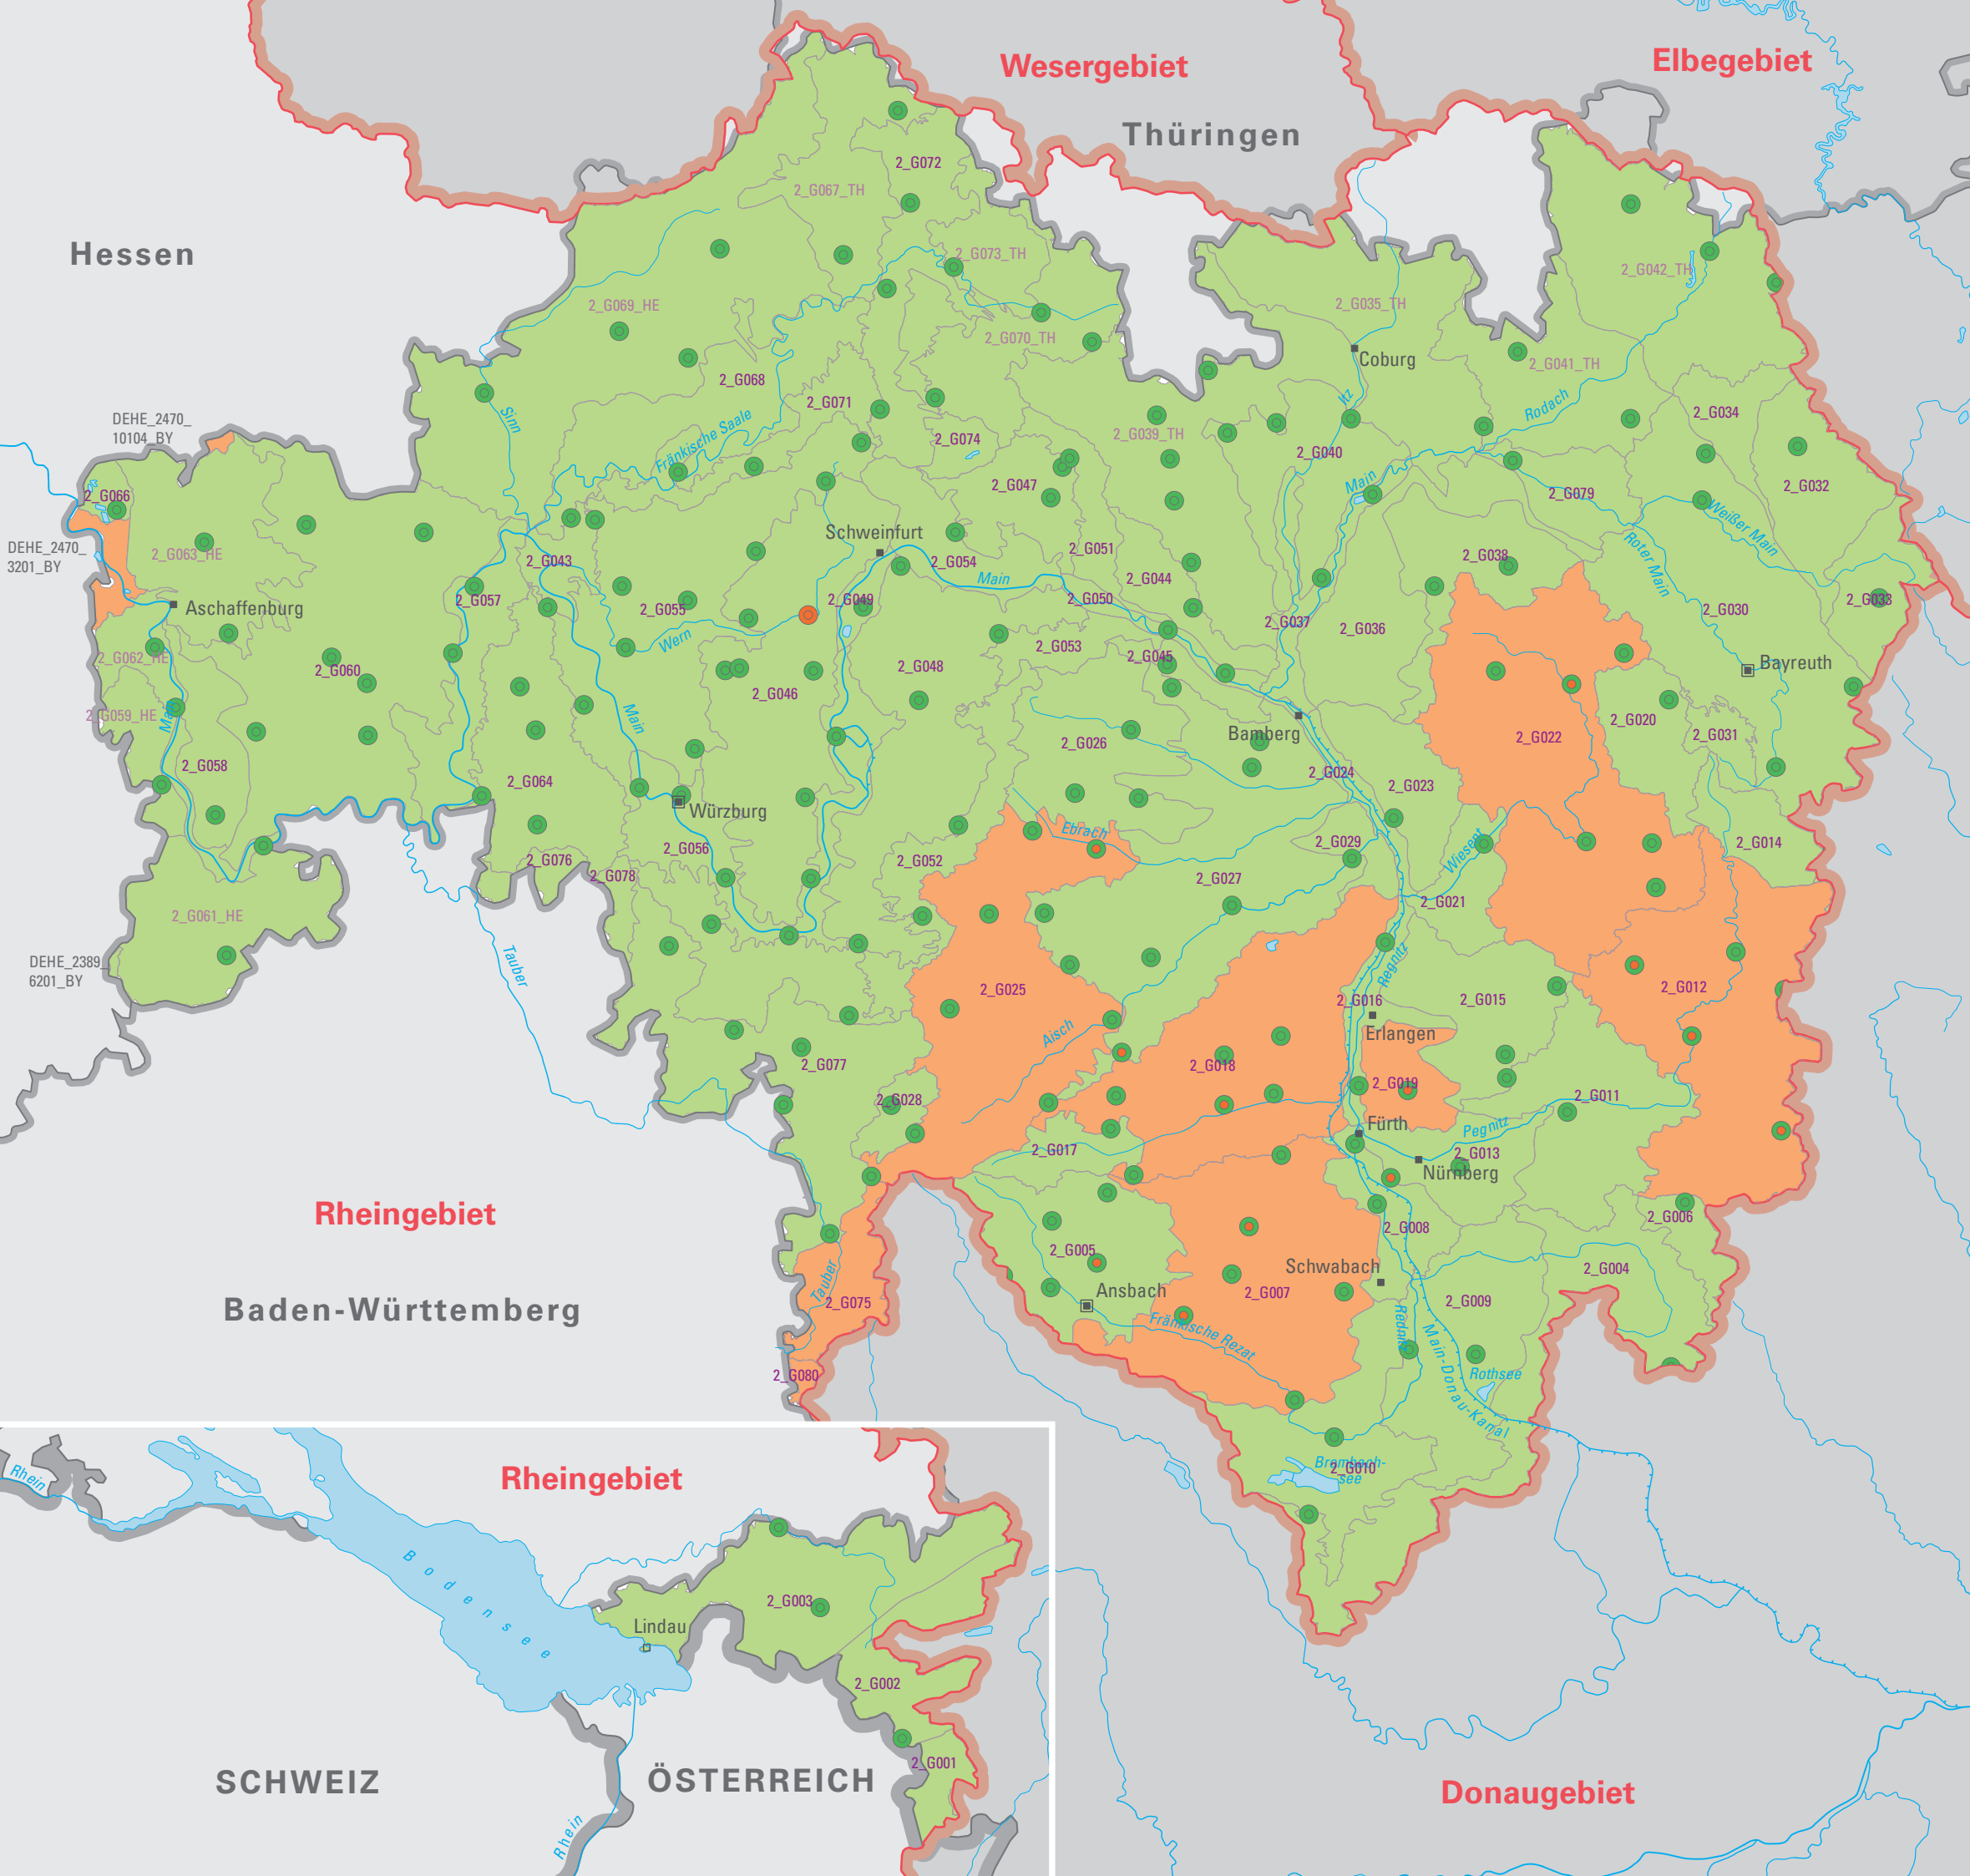 Wesergebiet
Elbegebiet
Thüringen
Hessen
2_G072
2_G067_TH
2_G073_TH
2_G042_TH
2_G069_HE
2_G035_TH
2_G070_TH
Coburg
2_G041_TH
2_G068
Itz
Rodach
2_G071
2_G034
Sinn
DEHE_2470_
10104_BY
Fränkische Saale
2_G039_TH
2_G074
2_G040
2_G066
2_G047
Main
2_G079
2_G032
Weißer Main
Schweinfurt
DEHE_2470_
3201_BY
2_G063_HE
2_G043
2_G054
2_G051
2_G038
Roter Main
Main
2_G044
2_G057
2_G049
2_G050
2_G033
Aschaffenburg
2_G055
2_G030
2_G037
2_G036
Wern
2_G053
2_G045
2_G062_HE
2_G060
2_G048
Bayreuth
2_G046
2_G059_HE
Main
Main
2_G020
2_G031
Bamberg
2_G026
2_G022
2_G058
2_G024
2_G064
2_G023
Würzburg
Ebrach
2_G029
2_G014
2_G056
Wiesent
2_G052
2_G076
2_G078
2_G027
2_G021
2_G061_HE
Tauber
DEHE_2389_
6201_BY
Regnitz
2_G025
2_G016
2_G015
2_G012
Aisch
Erlangen
2_G077
2_G018
2_G019
2_G028
2_G011
Fürth
Pegnitz
2_G017
2_G013
Nürnberg
Rheingebiet
2_G008
2_G006
2_G005
Schwabach
2_G004
Tauber
Ansbach
2_G007
2_G009
2_G075
Baden-Württemberg
Fränkische Rezat
Rednitz
Main-Donau-Kanal
2_G080
Rothsee
Brombach-
see
2_G010
Rhein
Rheingebiet
Bodensee
2_G003
Lindau
2_G002
2_G001
SCHWEIZ
ÖSTERREICH
Rhein
Donaugebiet